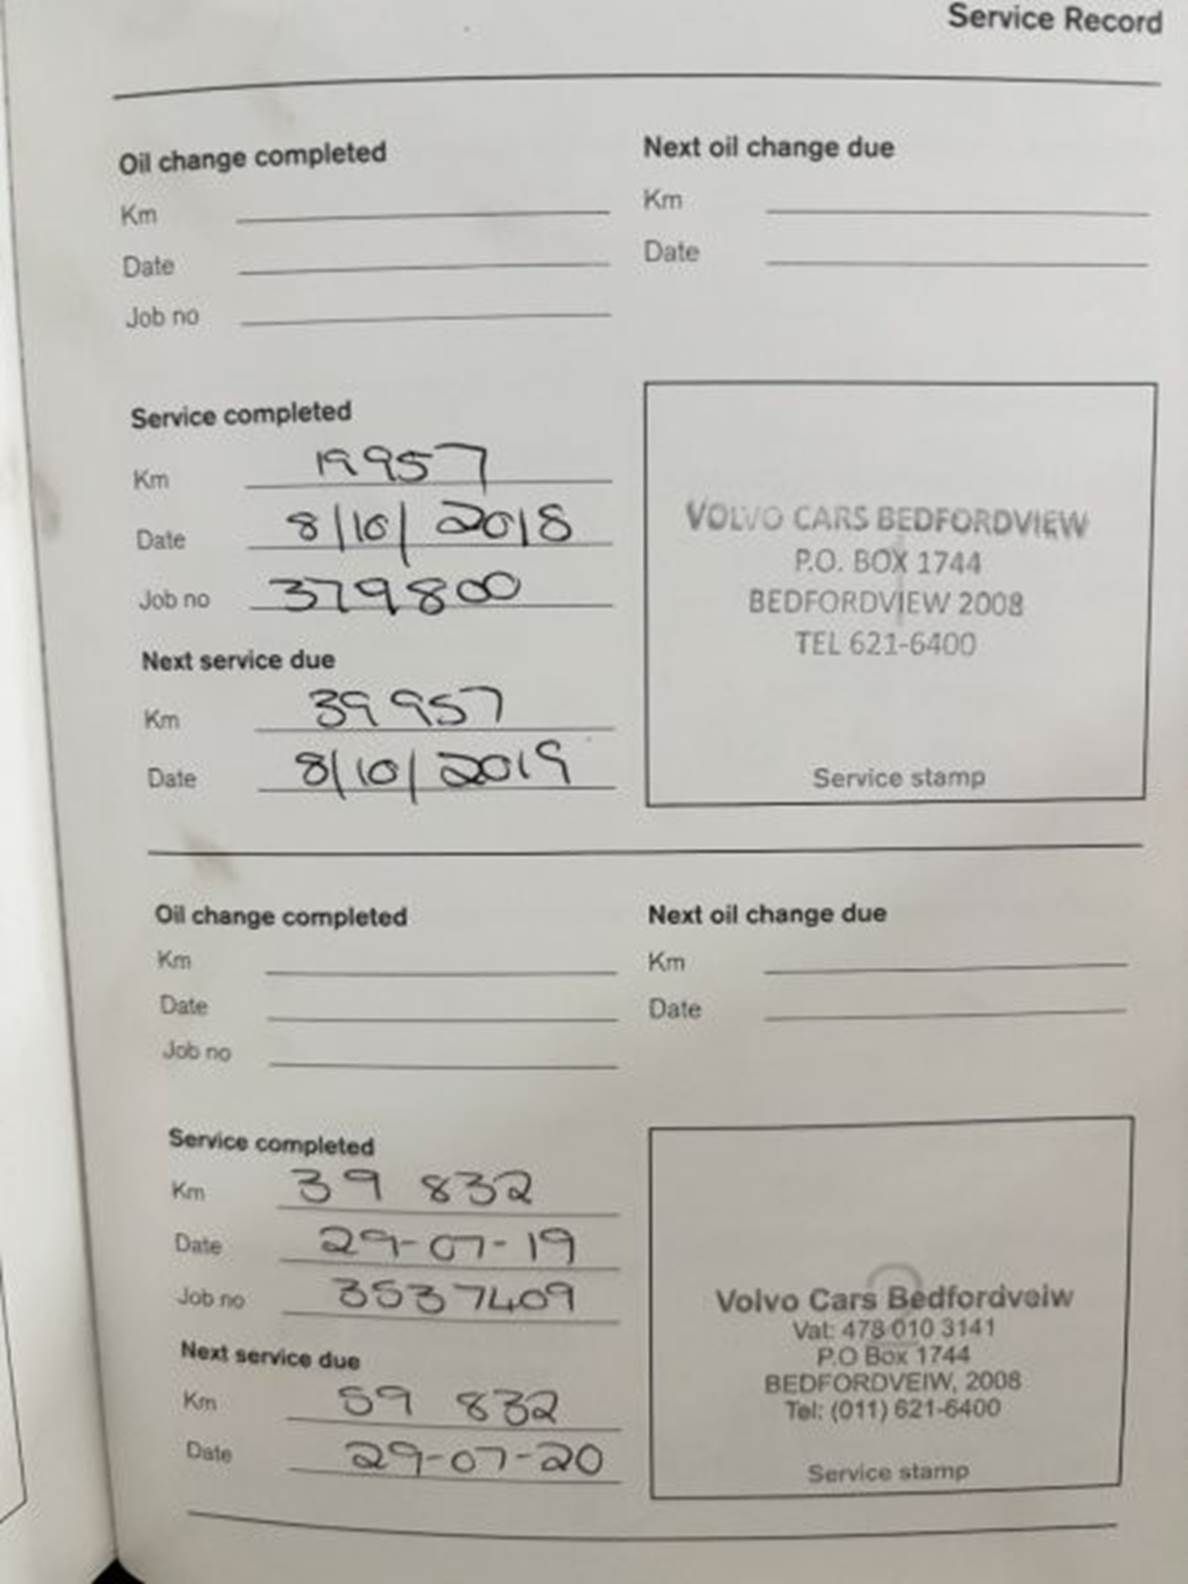 Service Record
Oil change completed
Km
Date
Job no
Next oil change due
Km
Date
Service completed
Km 19957
Date 8/10/2018
Job no 379800
Next service due
Km 39957
Date 8/10/2019
VOLVO CARS BEDFORDVIEW
P.O. BOX 1744
BEDFORDVIEW 2008
TEL 621-6400
Service stamp
Oil change completed
Km
Date
Job no
Next oil change due
Km
Date
Service completed
Km 39 832
Date 29-07-19
Job no 3537409
Next service due
Km 59 832
Date 29-07-20
2
Volvo Cars Bedfordveiw
Vat: 478 010 3141
P.O Box 1744
BEDFORDVEIW, 2008
Tel: (011) 621-6400
Service stamp